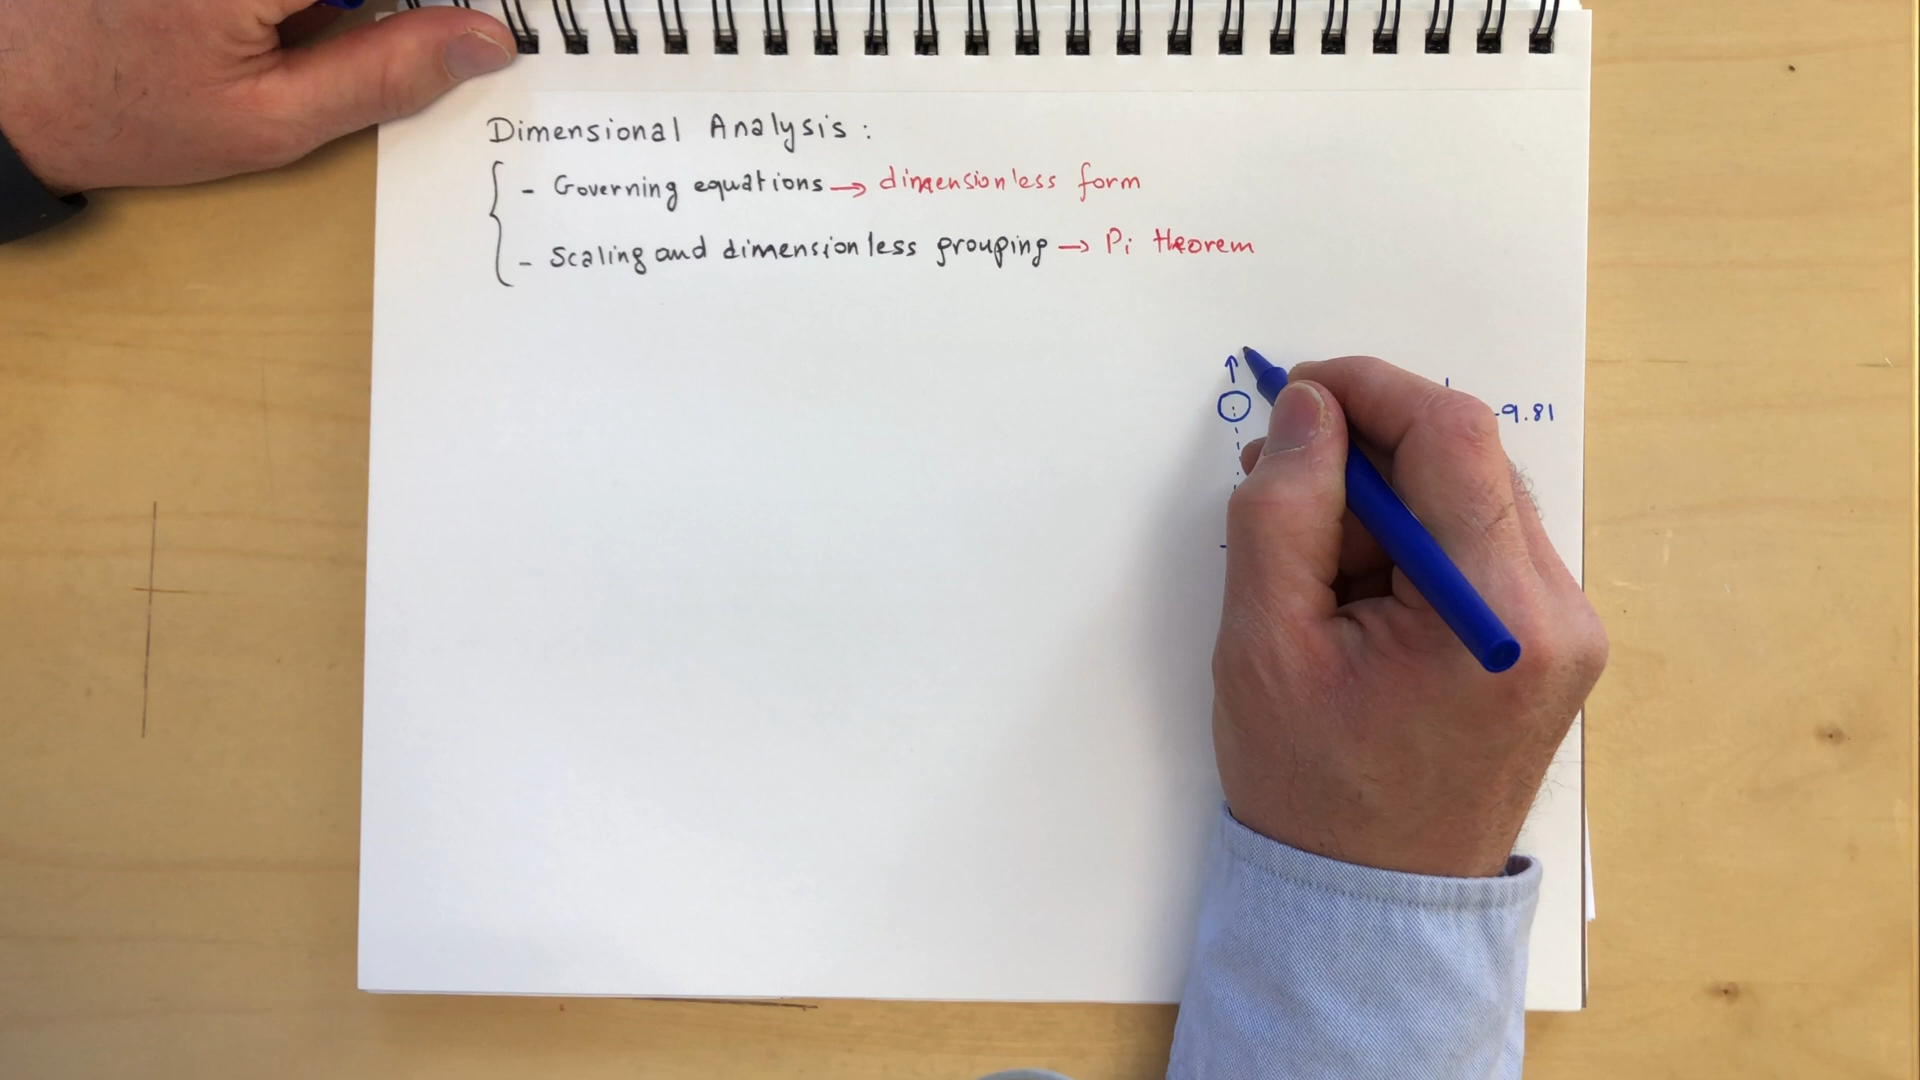 Dimensional Analysis:
- Governing equations → dimensionless form
- Scaling and dimensionless grouping → Pi theorem
-9.81